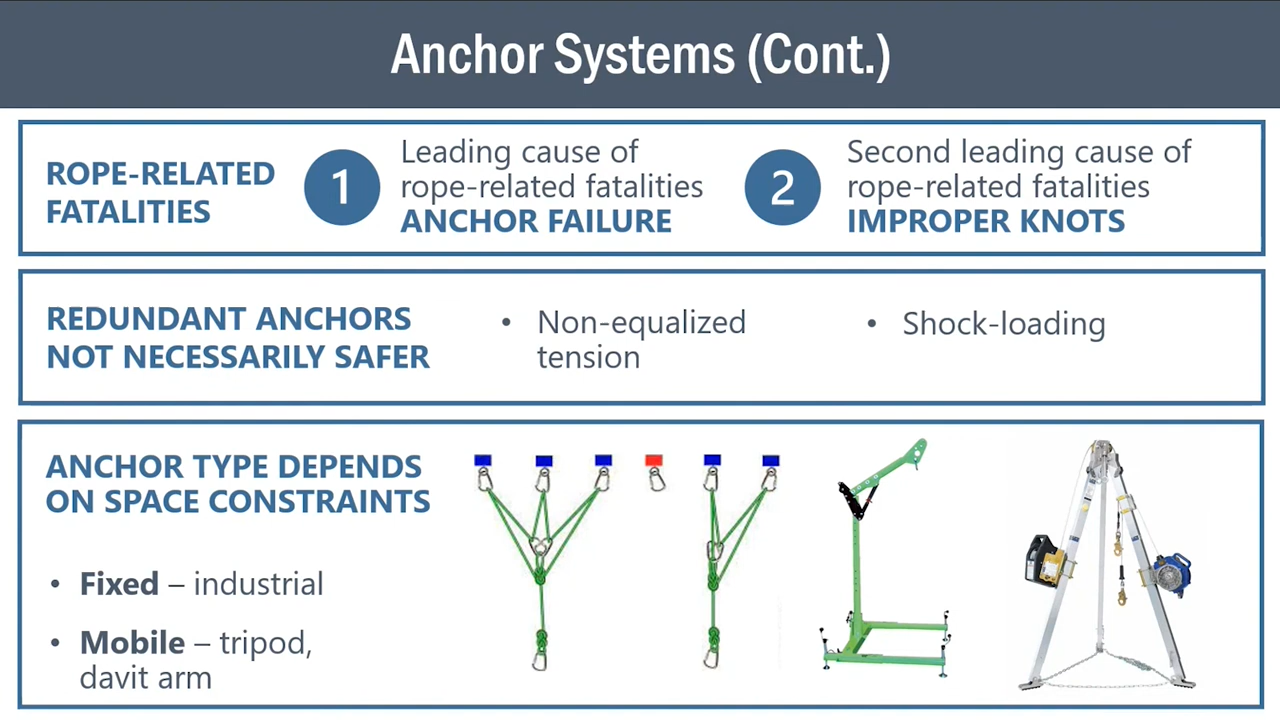 Anchor Systems (Cont.)
ROPE-RELATED
FATALITIES
1
Leading cause of
rope-related fatalities
ANCHOR FAILURE
2
Second leading cause of
rope-related fatalities
IMPROPER KNOTS
REDUNDANT ANCHORS
NOT NECESSARILY SAFER
• Non-equalized
tension
• Shock-loading
ANCHOR TYPE DEPENDS
ON SPACE CONSTRAINTS
• Fixed – industrial
• Mobile – tripod,
davit arm